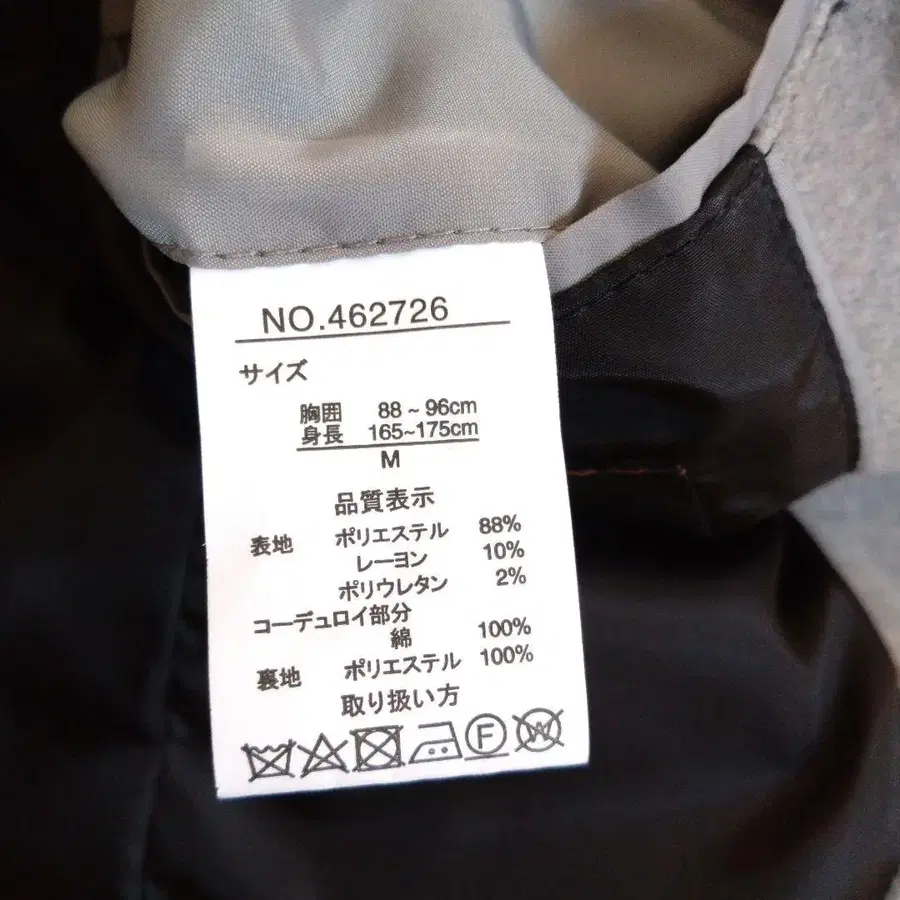 NO.462726
サイズ
胸囲 88 ~ 96cm
身長 165~175cm
M
品質表示
表地 ポリエステル 88%
レーヨン 10%
ポリウレタン 2%
コーデュロイ部分
綿 100%
裏地 ポリエステル 100%
取り扱い方
F W